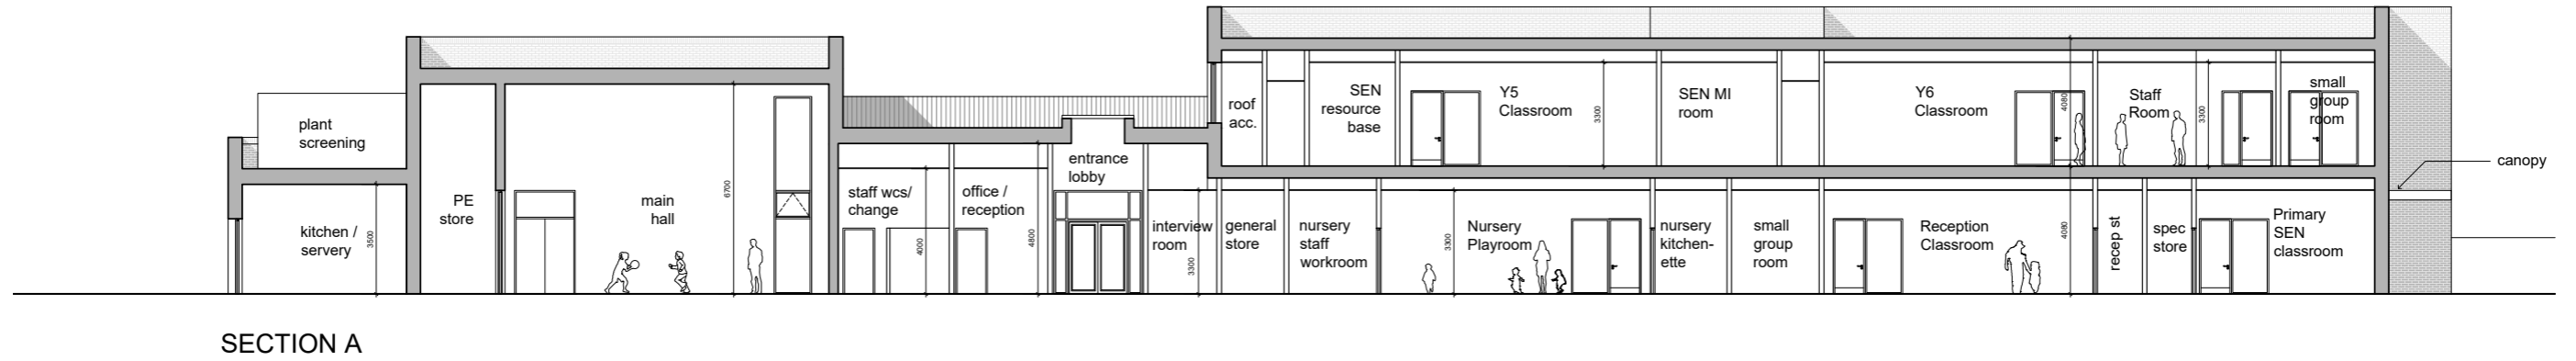 plant
screening
kitchen /
servery
3500
PE
store
main
hall
6700
staff wcs/
change
4000
office /
reception
4800
entrance
lobby
interview
room
3300
roof
acc.
SEN
resource
base
Y5
Classroom
3300
SEN MI
room
Y6
Classroom
4080
Staff
Room
3300
small
group
room
general
store
nursery
staff
workroom
3300
Nursery
Playroom
nursery
kitchen-
ette
small
group
room
Reception
Classroom
4080
recep st
spec
store
Primary
SEN
classroom
canopy
SECTION A